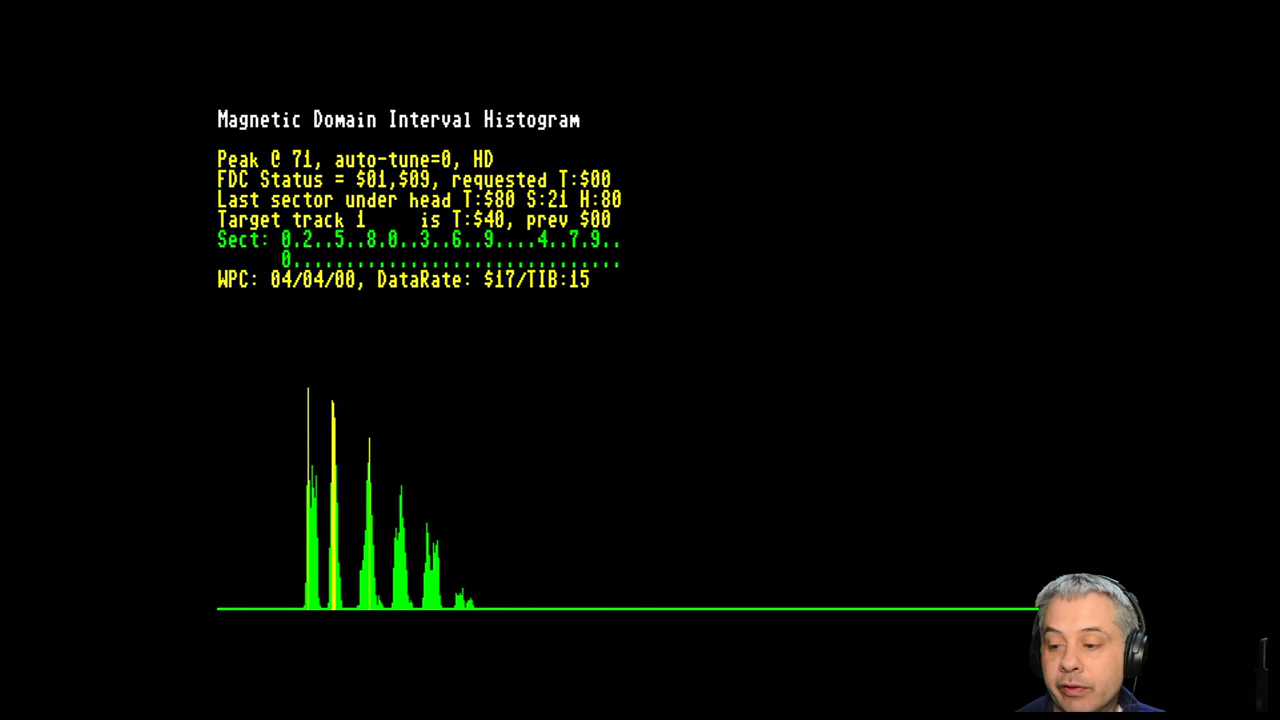 Magnetic Domain Interval Histogram
Peak @ 71, auto-tune=0, HD
FDC Status = $01,$09, requested T:$00
Last sector under head T:$80 S:21 H:80
Target track 1     is T:$40, prev $00
Sect: 0.2..5..8.0..3..6..9....4..7.9..
0...............................
WPC: 04/04/00, DataRate: $17/TIB:15